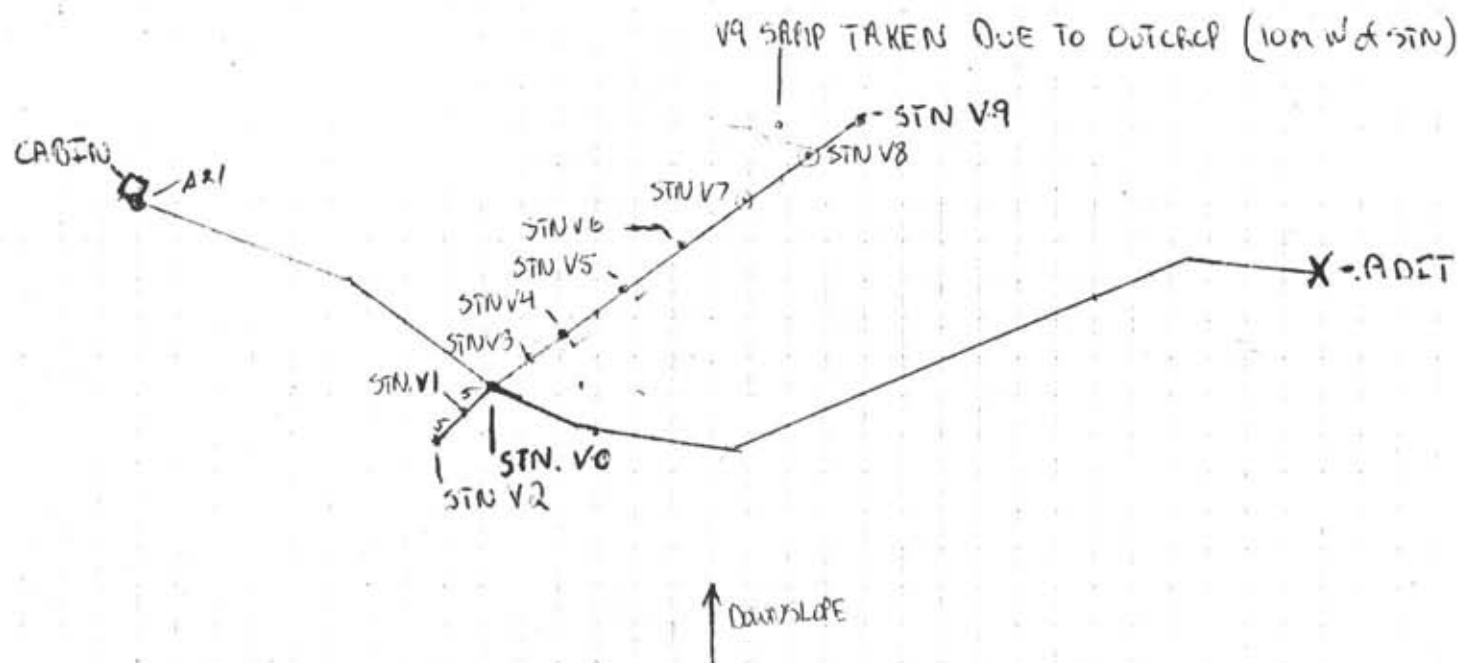 V9 SAMP TAKEN DUE TO OUTCROP (10m W of STN)
STN V9
STN V8
CABIN
STN V7
STN V6
STN V5
ADIT
STN V4
STN V3
STN. V1
5
5
STN. V0
STN V2
DOWNSLOPE